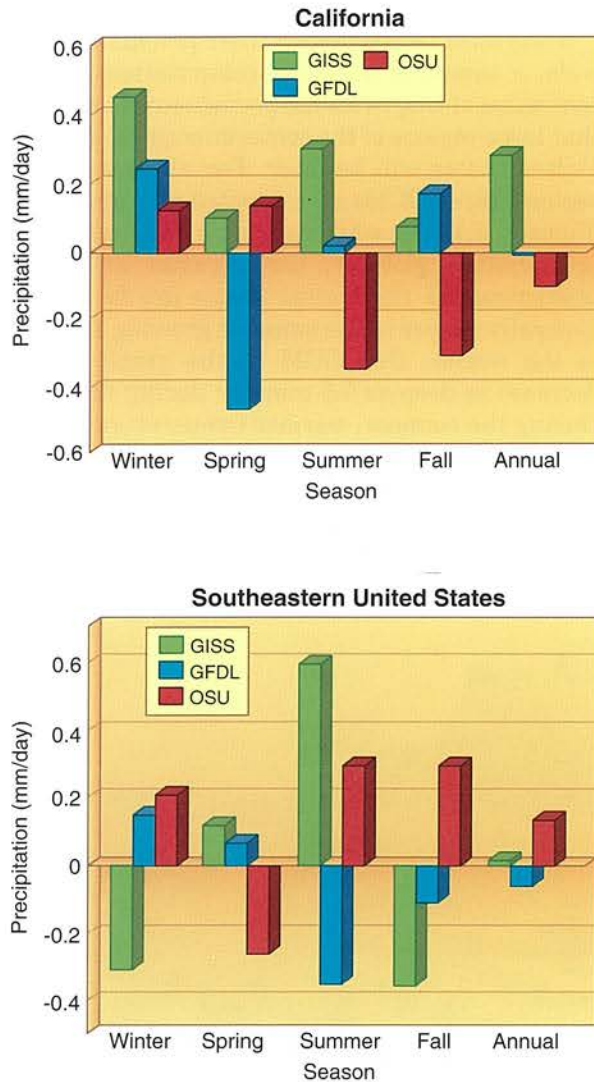 California
GISS OSU
GFDL
0.6
0.4
0.2
0
-0.2
-0.4
-0.6
Precipitation (mm/day)
Winter Spring Summer Fall Annual
Season
Southeastern United States
GISS
GFDL
OSU
0.6
0.4
0.2
0
-0.2
-0.4
Precipitation (mm/day)
Winter Spring Summer Fall Annual
Season